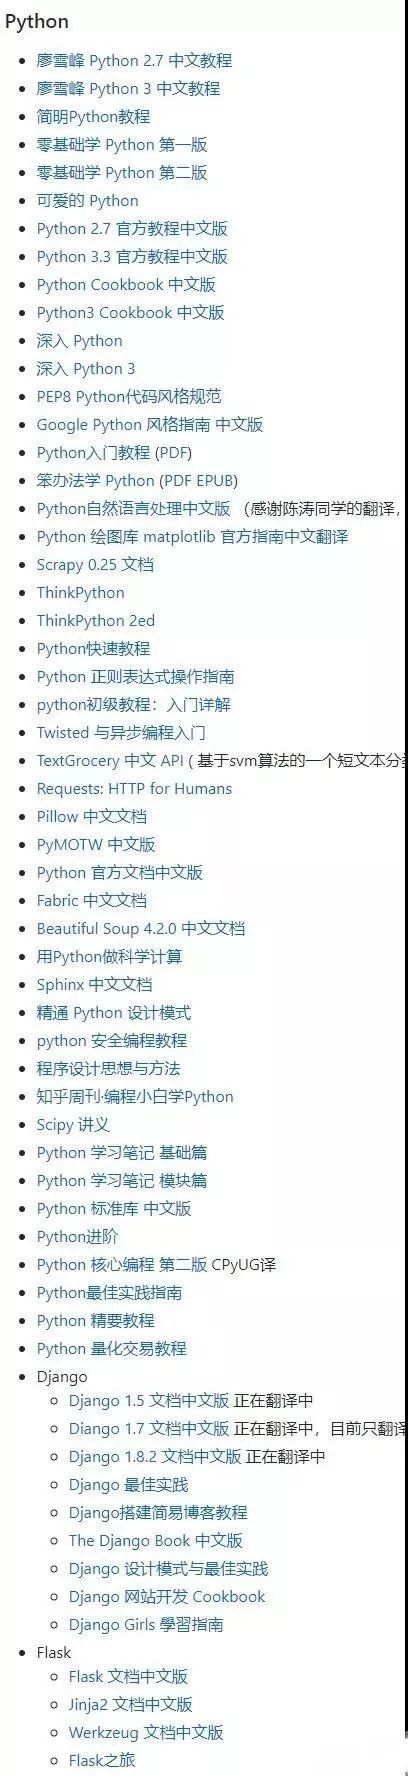 Python
廖雪峰 Python 2.7 中文教程
廖雪峰 Python 3 中文教程
简明Python教程
零基础学 Python 第一版
零基础学 Python 第二版
可爱的 Python
Python 2.7 官方教程中文版
Python 3.3 官方教程中文版
Python Cookbook 中文版
Python3 Cookbook 中文版
深入 Python
深入 Python 3
PEP8 Python代码风格规范
Google Python 风格指南 中文版
Python入门教程 (PDF)
笨办法学 Python (PDF EPUB)
Python自然语言处理中文版 （感谢陈涛同学的翻译，
Python 绘图库 matplotlib 官方指南中文翻译
Scrapy 0.25 文档
ThinkPython
ThinkPython 2ed
Python快速教程
Python 正则表达式操作指南
python初级教程：入门详解
Twisted 与异步编程入门
TextGrocery 中文 API ( 基于svm算法的一个短文本分
Requests: HTTP for Humans
Pillow 中文文档
PyMOTW 中文版
Python 官方文档中文版
Fabric 中文文档
Beautiful Soup 4.2.0 中文文档
用Python做科学计算
Sphinx 中文文档
精通 Python 设计模式
python 安全编程教程
程序设计思想与方法
知乎周刊·编程小白学Python
Scipy 讲义
Python 学习笔记 基础篇
Python 学习笔记 模块篇
Python 标准库 中文版
Python进阶
Python 核心编程 第二版 CPyUG译
Python最佳实践指南
Python 精要教程
Python 量化交易教程
Django
Django 1.5 文档中文版 正在翻译中
Diango 1.7 文档中文版 正在翻译中，目前只翻译
Django 1.8.2 文档中文版 正在翻译中
Django 最佳实践
Django搭建简易博客教程
The Django Book 中文版
Django 设计模式与最佳实践
Django 网站开发 Cookbook
Django Girls 學習指南
Flask
Flask 文档中文版
Jinja2 文档中文版
Werkzeug 文档中文版
Flask之旅